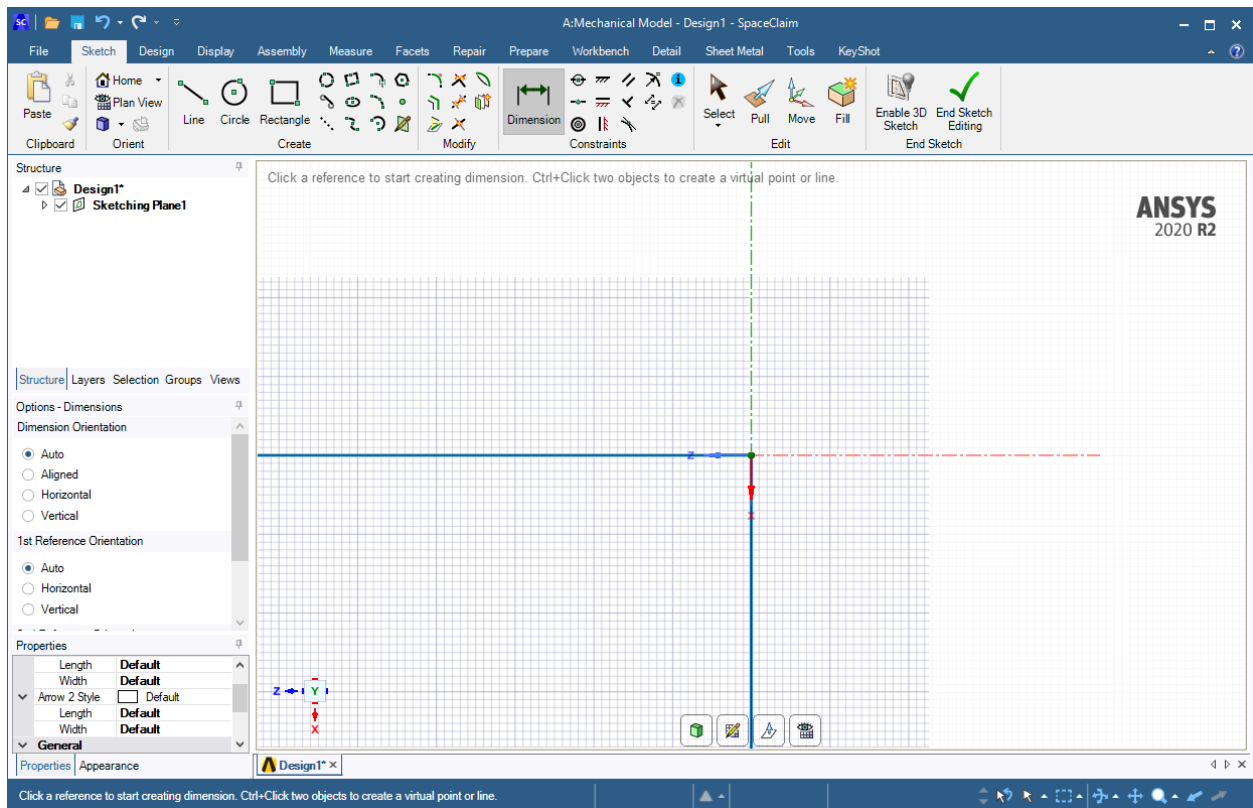 SC
A:Mechanical Model - Design1 - SpaceClaim
File Sketch Design Display Assembly Measure Facets Repair Prepare Workbench Detail Sheet Metal Tools KeyShot
Paste
Home
Plan View
Line Circle Rectangle
Dimension
Select Pull Move Fill
Enable 3D Sketch
End Sketch Editing
Clipboard Orient Create Modify Constraints Edit End Sketch
Structure
Design1*
Sketching Plane1
Structure Layers Selection Groups Views
Options - Dimensions
Dimension Orientation
Auto
Aligned
Horizontal
Vertical
1st Reference Orientation
Auto
Horizontal
Vertical
Properties
Length Default
Width Default
Arrow 2 Style Default
Length Default
Width Default
General
Properties Appearance
Click a reference to start creating dimension. Ctrl+Click two objects to create a virtual point or line.
ANSYS
2020 R2
Z
X
Z Y
X
Design1*
Click a reference to start creating dimension. Ctrl+Click two objects to create a virtual point or line.